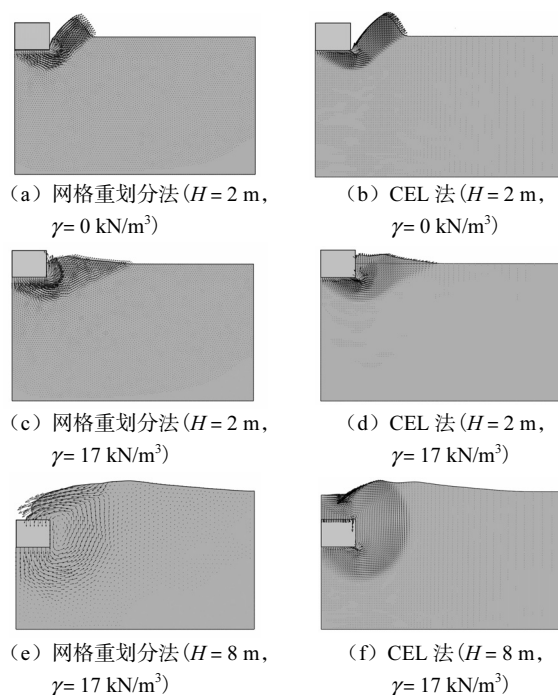 （a）网格重划分法(H = 2 m,
γ= 0 kN/m³)
（b）CEL 法(H = 2 m,
γ= 0 kN/m³)
（c）网格重划分法(H = 2 m,
γ= 17 kN/m³)
（d）CEL 法(H = 2 m,
γ= 17 kN/m³)
（e）网格重划分法(H = 8 m,
γ= 17 kN/m³)
（f）CEL 法(H = 8 m,
γ= 17 kN/m³)